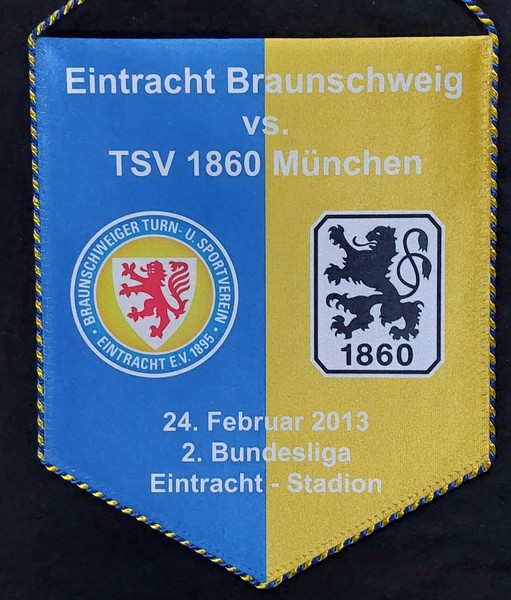 Eintracht Braunschweig
vs.
TSV 1860 München
BRAUNSCHWEIGER TURN- U. SPORTVEREIN
• EINTRACHT E.V. 1895 •
1860
24. Februar 2013
2. Bundesliga
Eintracht - Stadion